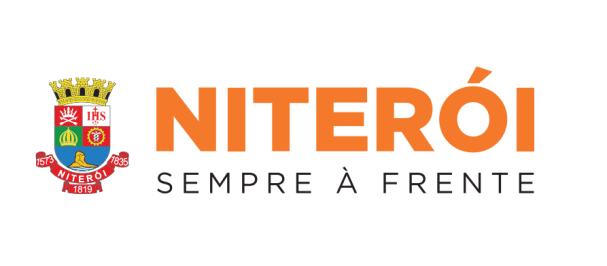 IHS
1573 1835
NITERÓI
1819
NITERÓI
SEMPRE À FRENTE